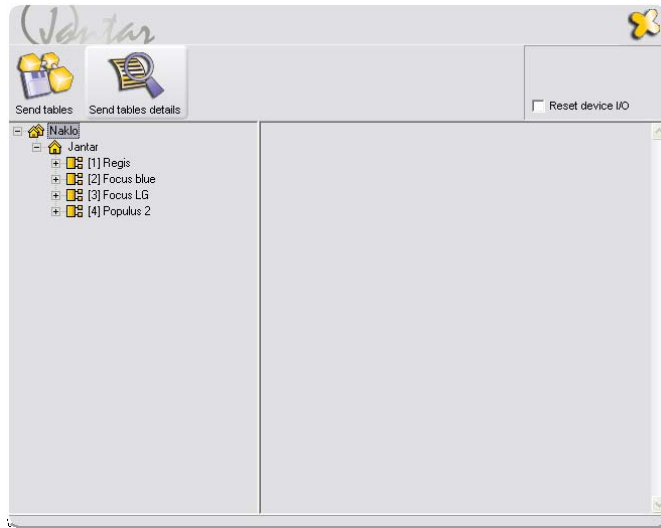 Jantar
Send tables
Send tables details
Reset device I/O
Naklo
Jantar
[1] Regis
[2] Focus blue
[3] Focus LG
[4] Populus 2